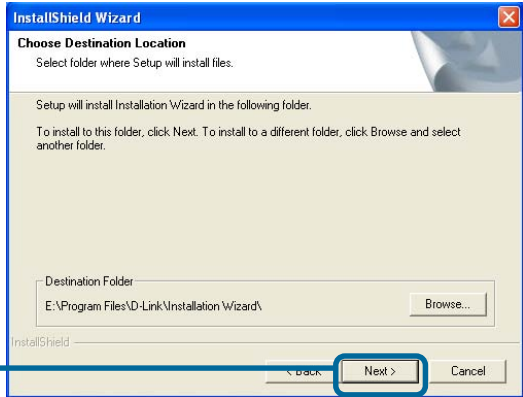 InstallShield Wizard
Choose Destination Location
Select folder where Setup will install files.
Setup will install Installation Wizard in the following folder.
To install to this folder, click Next. To install to a different folder, click Browse and select
another folder.
Destination Folder
E:\Program Files\D-Link\Installation Wizard\
Browse...
InstallShield
< Back
Next >
Cancel